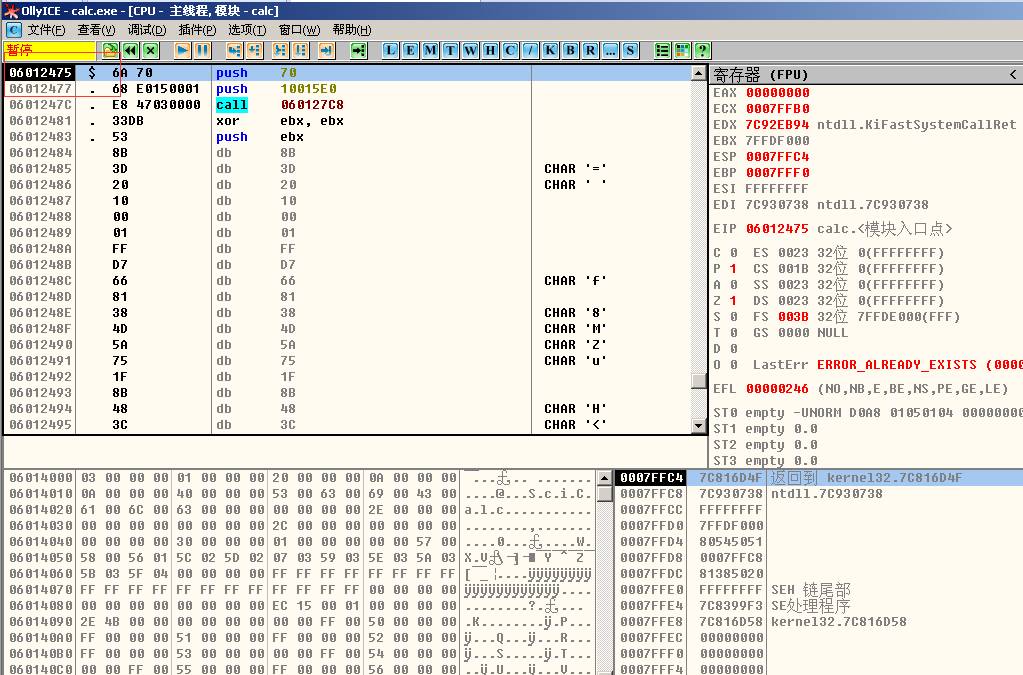 OllyICE - calc.exe - [CPU - 主线程, 模块 - calc]
C 文件(F) 查看(V) 调试(D) 插件(P) 选项(T) 窗口(W) 帮助(H)
暂停 L E M T W H C / K B R ... S ?
06012475 $ 6A 70 push 70
06012477 . 68 E0150001 push 10015E0
0601247C . E8 47030000 call 060127C8
06012481 . 33DB xor ebx, ebx
06012483 . 53 push ebx
06012484 8B db 8B
06012485 3D db 3D CHAR '='
06012486 20 db 20 CHAR ' '
06012487 10 db 10
06012488 00 db 00
06012489 01 db 01
0601248A FF db FF
0601248B D7 db D7
0601248C 66 db 66 CHAR 'f'
0601248D 81 db 81
0601248E 38 db 38 CHAR '8'
0601248F 4D db 4D CHAR 'M'
06012490 5A db 5A CHAR 'Z'
06012491 75 db 75 CHAR 'u'
06012492 1F db 1F
06012493 8B db 8B
06012494 48 db 48 CHAR 'H'
06012495 3C db 3C CHAR '<'
寄存器 (FPU) <
EAX 00000000
ECX 0007FFB0
EDX 7C92EB94 ntdll.KiFastSystemCallRet
EBX 7FFDF000
ESP 0007FFC4
EBP 0007FFF0
ESI FFFFFFFF
EDI 7C930738 ntdll.7C930738
EIP 06012475 calc.<模块入口点>
C 0 ES 0023 32位 0(FFFFFFFF)
P 1 CS 001B 32位 0(FFFFFFFF)
A 0 SS 0023 32位 0(FFFFFFFF)
Z 1 DS 0023 32位 0(FFFFFFFF)
S 0 FS 003B 32位 7FFDE000(FFF)
T 0 GS 0000 NULL
D 0
O 0 LastErr ERROR_ALREADY_EXISTS (0000
EFL 00000246 (NO,NB,E,BE,NS,PE,GE,LE)
ST0 empty -UNORM D0A8 01050104 00000000
ST1 empty 0.0
ST2 empty 0.0
ST3 empty 0.0
06014000 03 00 00 00 01 00 00 00 20 00 00 00 0A 00 00 00
06014010 0A 00 00 00 40 00 00 00 53 00 63 00 69 00 43 00 ....@...S.c.i.C.
06014020 61 00 6C 00 63 00 00 00 00 00 00 00 2E 00 00 00 a.l.c...........
06014030 00 00 00 00 00 00 00 00 2C 00 00 00 00 00 00 00 ........,.......
06014040 00 00 00 00 30 00 00 00 01 00 00 00 00 00 57 00
06014050 58 00 56 01 5C 02 5D 02 07 03 59 03 5E 03 5A 03
06014060 5B 03 5F 04 00 00 00 00 FF FF FF FF FF FF FF FF
06014070 FF FF FF FF FF FF FF FF FF FF FF FF 00 00 00 00 ÿÿÿÿÿÿÿÿÿÿÿÿ....
06014080 00 00 00 00 00 00 00 00 EC 15 00 01 00 00 00 00
06014090 2E 4B 00 00 00 00 00 00 00 00 FF 00 50 00 00 00 .K........ÿ.P...
060140A0 FF 00 00 00 51 00 00 00 FF 00 00 00 52 00 00 00 ÿ...Q...ÿ...R...
060140B0 FF 00 00 00 53 00 00 00 00 00 FF 00 54 00 00 00 ÿ...S.....ÿ.T...
060140C0 00 00 FF 00 55 00 00 00 FF 00 00 00 56 00 00 00 ..ÿ.U...ÿ...V...
0007FFC4 7C816D4F 返回到 kernel32.7C816D4F
0007FFC8 7C930738 ntdll.7C930738
0007FFCC FFFFFFFF
0007FFD0 7FFDF000
0007FFD4 80545051
0007FFD8 0007FFC8
0007FFDC 81385020
0007FFE0 FFFFFFFF SEH 链尾部
0007FFE4 7C8399F3 SE处理程序
0007FFE8 7C816D58 kernel32.7C816D58
0007FFEC 00000000
0007FFF0 00000000
0007FFF4 00000000